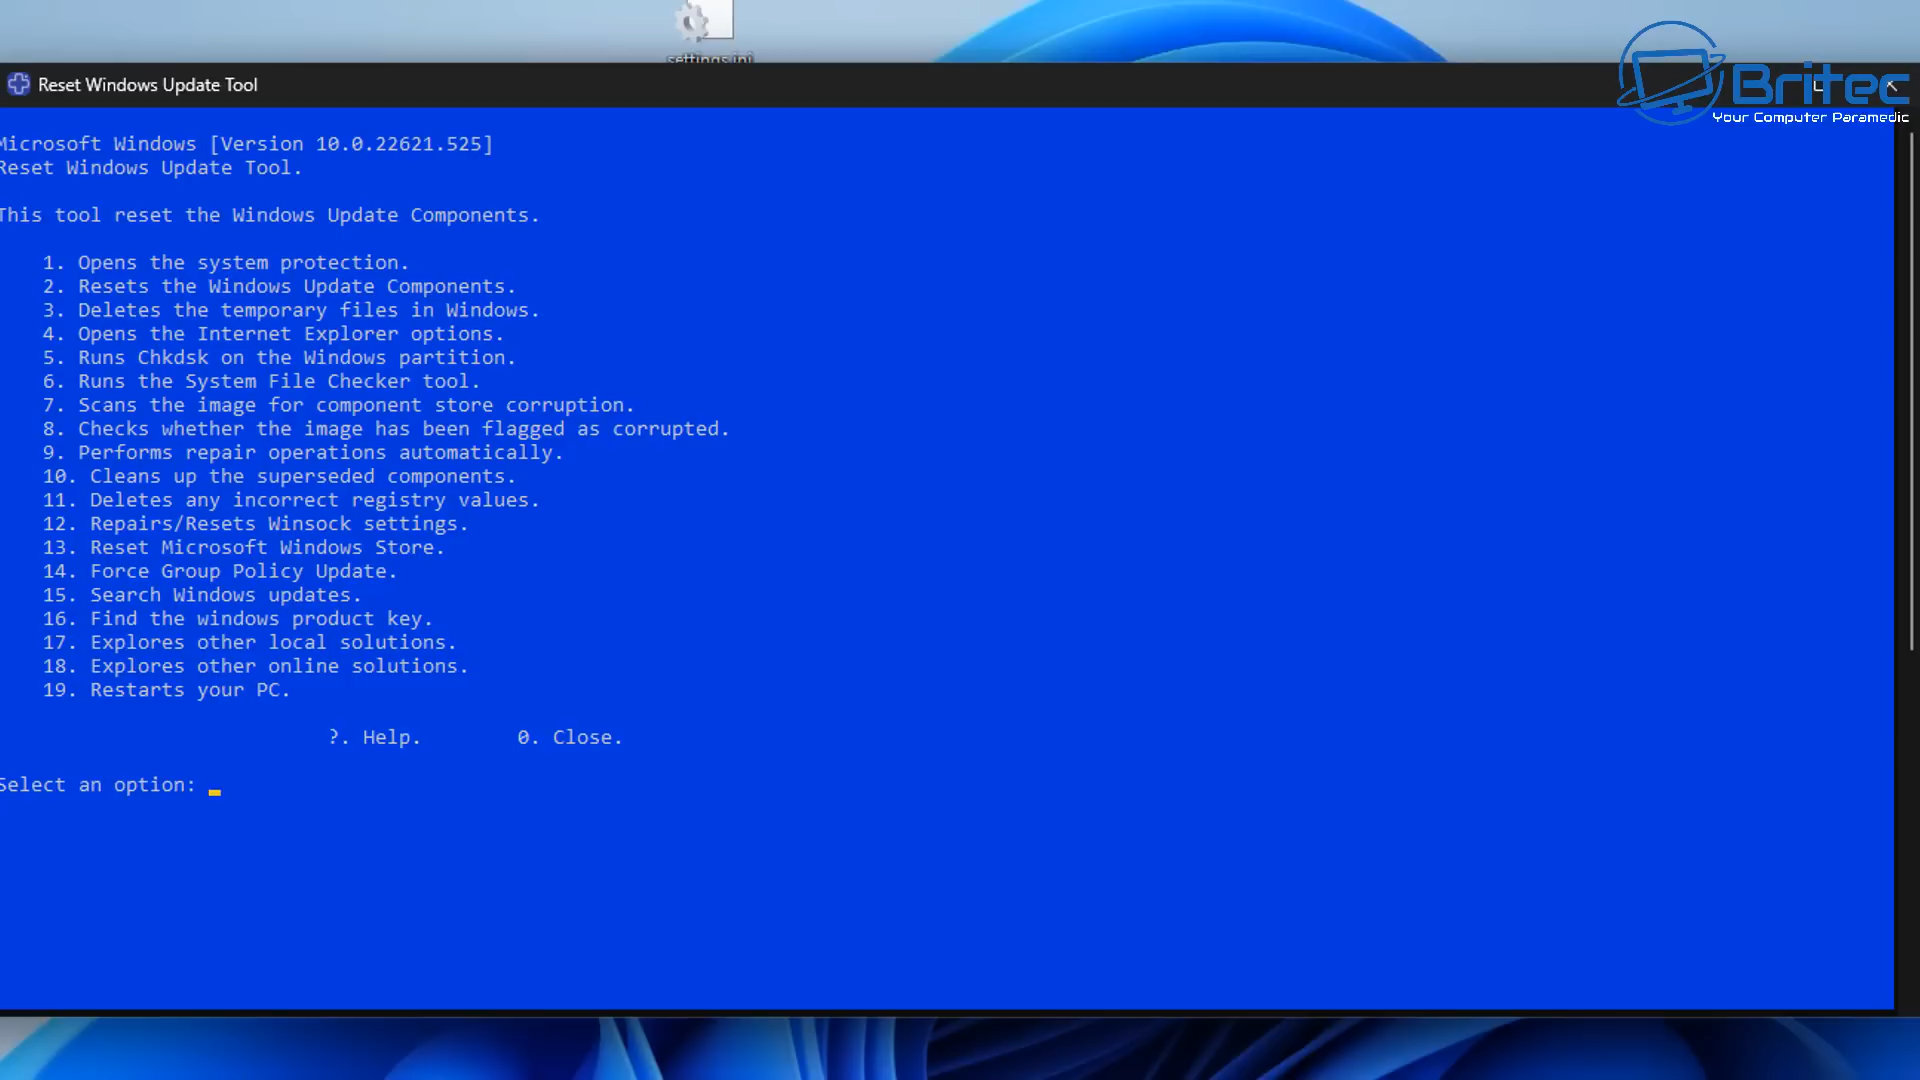 settings.ini
Reset Windows Update Tool
Britec
Your Computer Paramedic
Microsoft Windows [Version 10.0.22621.525]
Reset Windows Update Tool.
This tool reset the Windows Update Components.
1. Opens the system protection.
2. Resets the Windows Update Components.
3. Deletes the temporary files in Windows.
4. Opens the Internet Explorer options.
5. Runs Chkdsk on the Windows partition.
6. Runs the System File Checker tool.
7. Scans the image for component store corruption.
8. Checks whether the image has been flagged as corrupted.
9. Performs repair operations automatically.
10. Cleans up the superseded components.
11. Deletes any incorrect registry values.
12. Repairs/Resets Winsock settings.
13. Reset Microsoft Windows Store.
14. Force Group Policy Update.
15. Search Windows updates.
16. Find the windows product key.
17. Explores other local solutions.
18. Explores other online solutions.
19. Restarts your PC.
?. Help. 0. Close.
Select an option: